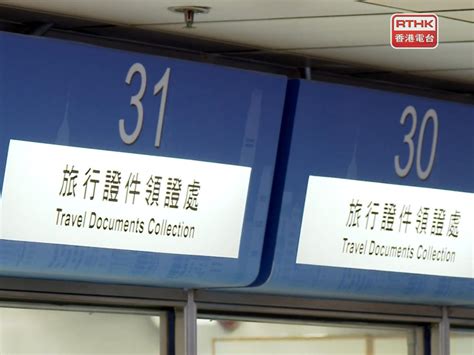 RTHK
香港電台
31
旅行證件領證處
Travel Documents Collection
30
旅行證件領證處
Travel Documents Collection